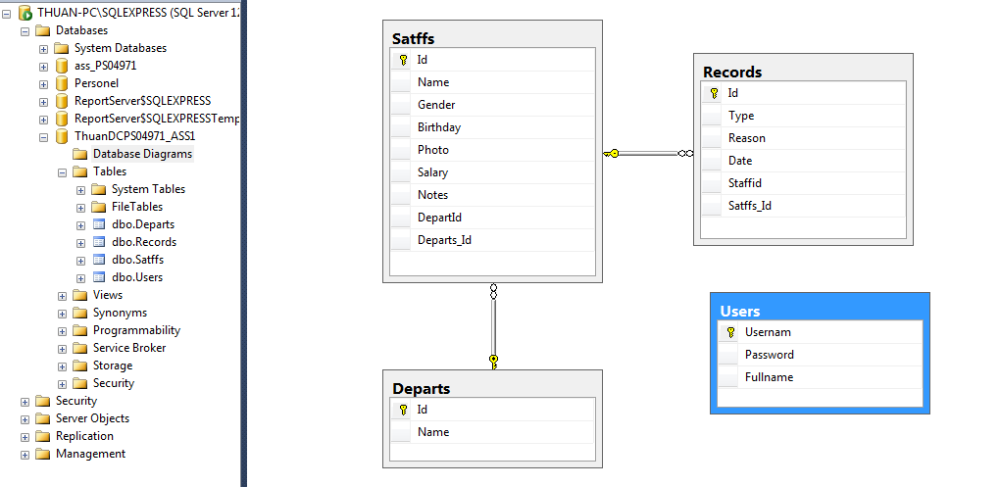 THUAN-PC\SQLEXPRESS (SQL Server 12
Databases
System Databases
ass_PS04971
Personel
ReportServer$SQLEXPRESS
ReportServer$SQLEXPRESSTemp
ThuanDCPS04971_ASS1
Database Diagrams
Tables
System Tables
FileTables
dbo.Departs
dbo.Records
dbo.Satffs
dbo.Users
Views
Synonyms
Programmability
Service Broker
Storage
Security
Security
Server Objects
Replication
Management
Satffs
Id
Name
Gender
Birthday
Photo
Salary
Notes
DepartId
Departs_Id
Records
Id
Type
Reason
Date
Staffid
Satffs_Id
Users
Usernam
Password
Fullname
Departs
Id
Name